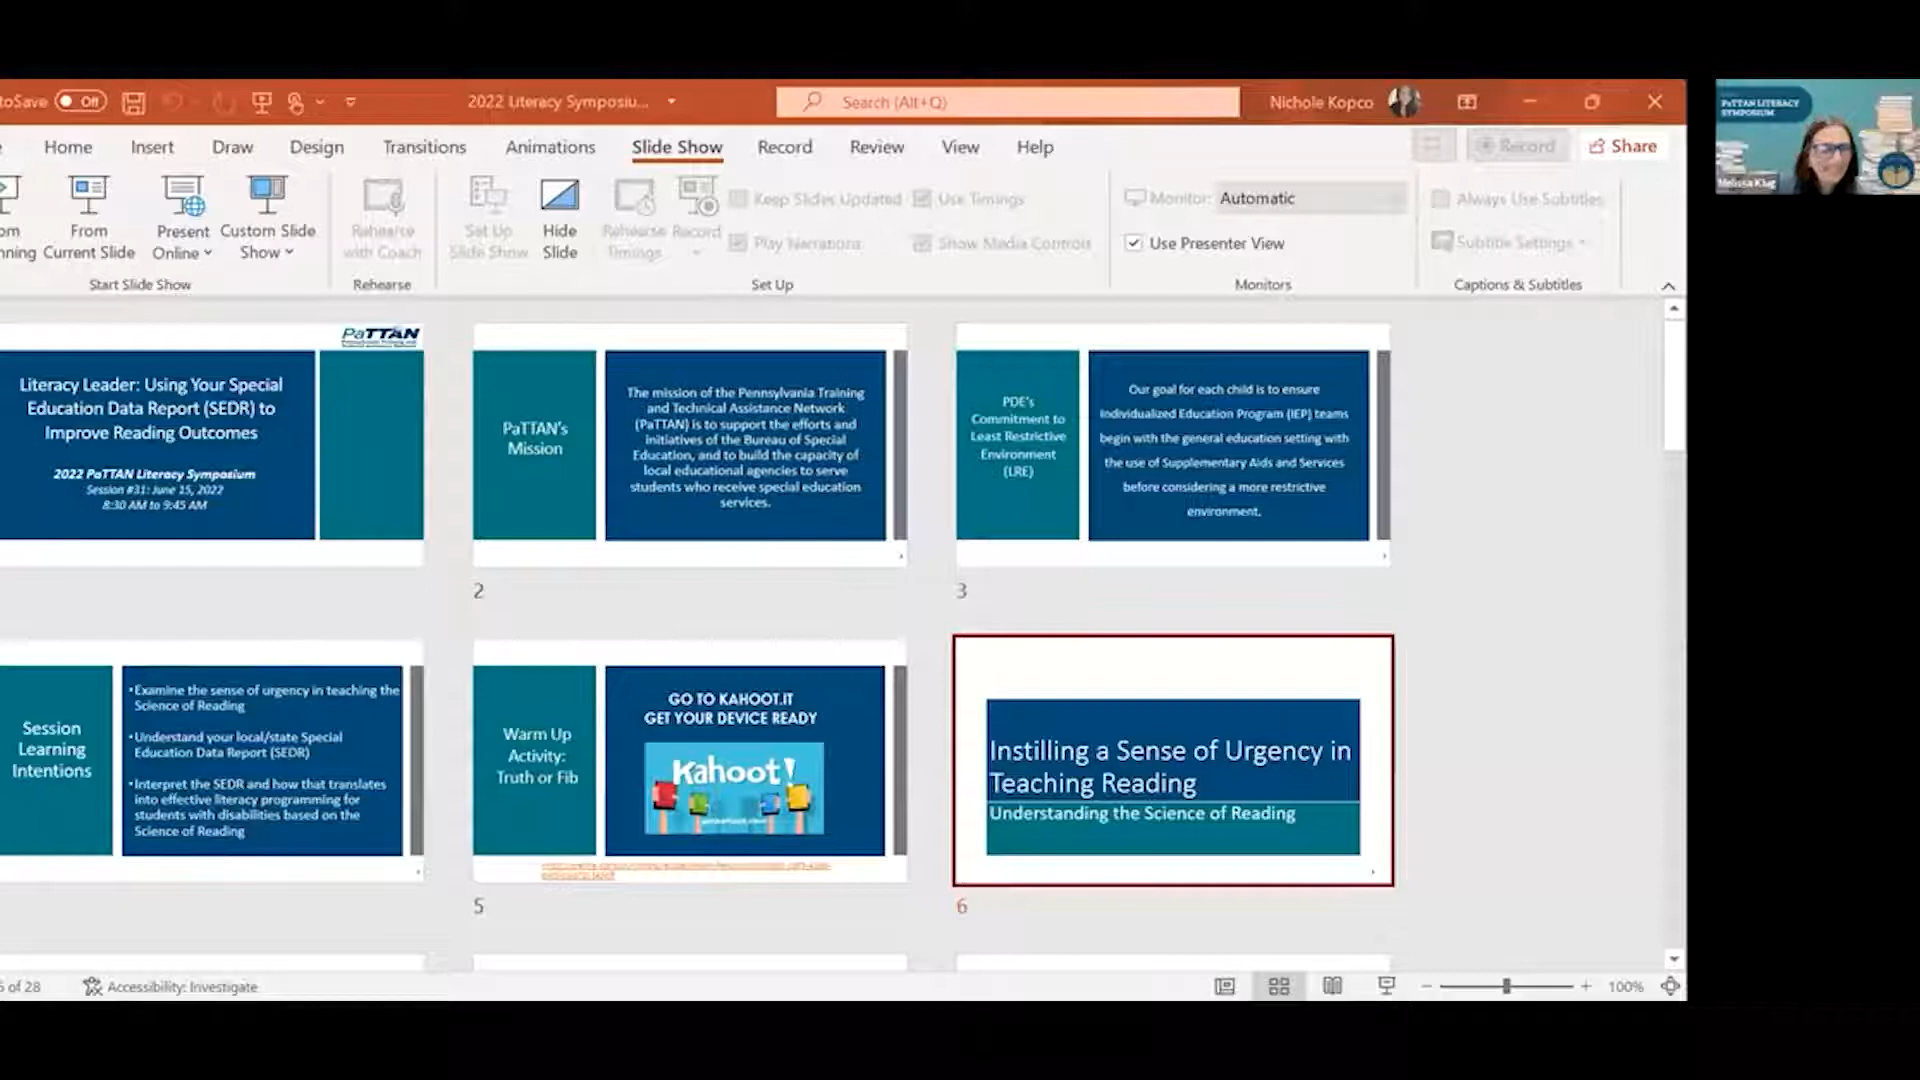 toSave Off 2022 Literacy Symposiu... Search (Alt+Q) Nichole Kopco
Home Insert Draw Design Transitions Animations Slide Show Record Review View Help Record Share
From Current Slide
Present Online
Custom Slide Show
Rehearse with Coach
Set Up Slide Show
Hide Slide
Rehearse Timings
Record
Keep Slides Updated
Play Narrations
Use Timings
Show Media Controls
Monitor: Automatic
Use Presenter View
Always Use Subtitles
Subtitle Settings
Start Slide Show Rehearse Set Up Monitors Captions & Subtitles
PaTTAN LITERACY
SYMPOSIUM
Melissa Klug
PaTTAN
Literacy Leader: Using Your Special
Education Data Report (SEDR) to
Improve Reading Outcomes
2022 PaTTAN Literacy Symposium
Session #31: June 15, 2022
8:30 AM to 9:45 AM
PaTTAN's
Mission
The mission of the Pennsylvania Training
and Technical Assistance Network
(PaTTAN) is to support the efforts and
initiatives of the Bureau of Special
Education, and to build the capacity of
local educational agencies to serve
students who receive special education
services.
2
PDE's
Commitment to
Least Restrictive
Environment
(LRE)
Our goal for each child is to ensure
Individualized Education Program (IEP) teams
begin with the general education setting with
the use of Supplementary Aids and Services
before considering a more restrictive
environment.
3
Session
Learning
Intentions
•Examine the sense of urgency in teaching the
Science of Reading
•Understand your local/state Special
Education Data Report (SEDR)
•Interpret the SEDR and how that translates
into effective literacy programming for
students with disabilities based on the
Science of Reading
Warm Up
Activity:
Truth or Fib
GO TO KAHOOT.IT
GET YOUR DEVICE READY
Kahoot!
5
Instilling a Sense of Urgency in
Teaching Reading
Understanding the Science of Reading
6
of 28 Accessibility: Investigate 100%